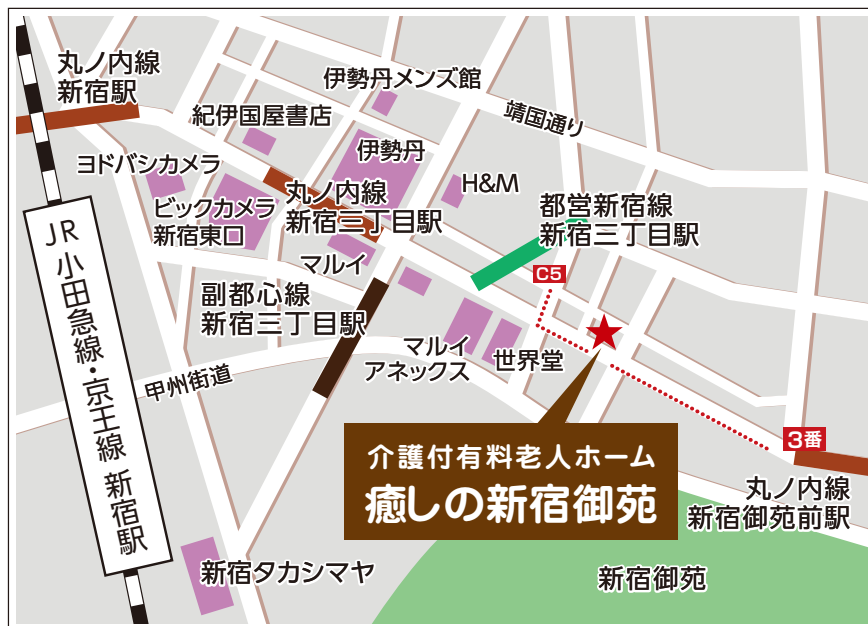 丸ノ内線
新宿駅
伊勢丹メンズ館
紀伊国屋書店
靖国通り
ヨドバシカメラ
伊勢丹
H&M
ビックカメラ
新宿東口
丸ノ内線
新宿三丁目駅
都営新宿線
新宿三丁目駅
C5
マルイ
副都心線
新宿三丁目駅
JR 小田急線・京王線 新宿駅
マルイ
アネックス
世界堂
甲州街道
介護付有料老人ホーム
癒しの新宿御苑
3番
丸ノ内線
新宿御苑前駅
新宿タカシマヤ
新宿御苑